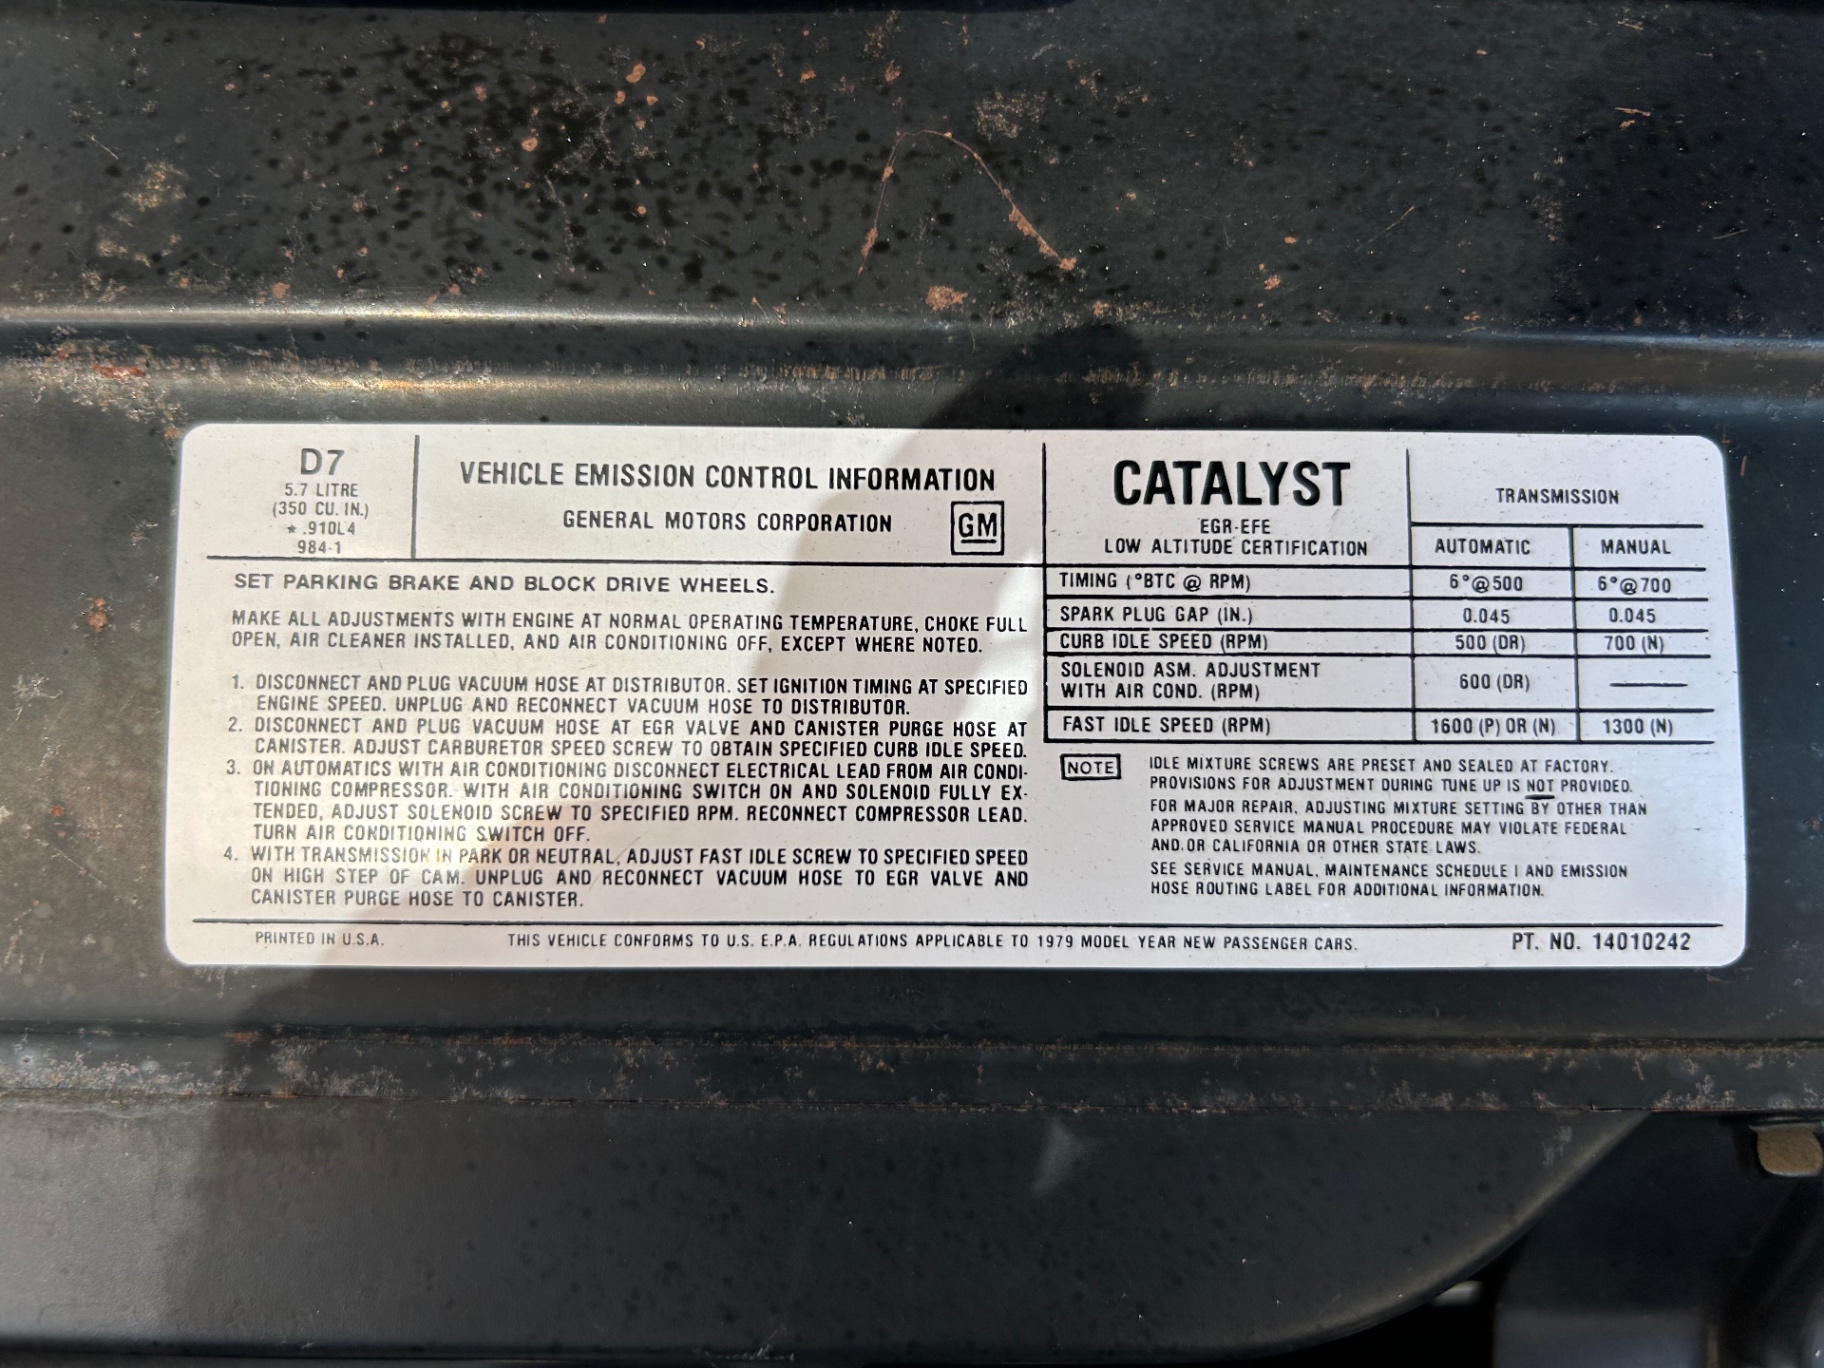 D7
5.7 LITRE
(350 CU. IN.)
* .910L4
984-1
VEHICLE EMISSION CONTROL INFORMATION
GENERAL MOTORS CORPORATION
GM
SET PARKING BRAKE AND BLOCK DRIVE WHEELS.
MAKE ALL ADJUSTMENTS WITH ENGINE AT NORMAL OPERATING TEMPERATURE, CHOKE FULL
OPEN, AIR CLEANER INSTALLED, AND AIR CONDITIONING OFF, EXCEPT WHERE NOTED.
1. DISCONNECT AND PLUG VACUUM HOSE AT DISTRIBUTOR. SET IGNITION TIMING AT SPECIFIED
ENGINE SPEED. UNPLUG AND RECONNECT VACUUM HOSE TO DISTRIBUTOR.
2. DISCONNECT AND PLUG VACUUM HOSE AT EGR VALVE AND CANISTER PURGE HOSE AT
CANISTER. ADJUST CARBURETOR SPEED SCREW TO OBTAIN SPECIFIED CURB IDLE SPEED.
3. ON AUTOMATICS WITH AIR CONDITIONING DISCONNECT ELECTRICAL LEAD FROM AIR CONDI-
TIONING COMPRESSOR. WITH AIR CONDITIONING SWITCH ON AND SOLENOID FULLY EX-
TENDED, ADJUST SOLENOID SCREW TO SPECIFIED RPM. RECONNECT COMPRESSOR LEAD.
TURN AIR CONDITIONING SWITCH OFF.
4. WITH TRANSMISSION IN PARK OR NEUTRAL, ADJUST FAST IDLE SCREW TO SPECIFIED SPEED
ON HIGH STEP OF CAM. UNPLUG AND RECONNECT VACUUM HOSE TO EGR VALVE AND
CANISTER PURGE HOSE TO CANISTER.
CATALYST
EGR-EFE
LOW ALTITUDE CERTIFICATION
TRANSMISSION
AUTOMATIC MANUAL
TIMING (°BTC @ RPM) 6°@500 6°@700
SPARK PLUG GAP (IN.) 0.045 0.045
CURB IDLE SPEED (RPM) 500 (DR) 700 (N)
SOLENOID ASM. ADJUSTMENT
WITH AIR COND. (RPM) 600 (DR) ———
FAST IDLE SPEED (RPM) 1600 (P) OR (N) 1300 (N)
NOTE IDLE MIXTURE SCREWS ARE PRESET AND SEALED AT FACTORY.
PROVISIONS FOR ADJUSTMENT DURING TUNE UP IS NOT PROVIDED.
FOR MAJOR REPAIR, ADJUSTING MIXTURE SETTING BY OTHER THAN
APPROVED SERVICE MANUAL PROCEDURE MAY VIOLATE FEDERAL
AND.OR CALIFORNIA OR OTHER STATE LAWS.
SEE SERVICE MANUAL, MAINTENANCE SCHEDULE I AND EMISSION
HOSE ROUTING LABEL FOR ADDITIONAL INFORMATION.
PRINTED IN U.S.A. THIS VEHICLE CONFORMS TO U.S. E.P.A. REGULATIONS APPLICABLE TO 1979 MODEL YEAR NEW PASSENGER CARS. PT. NO. 14010242